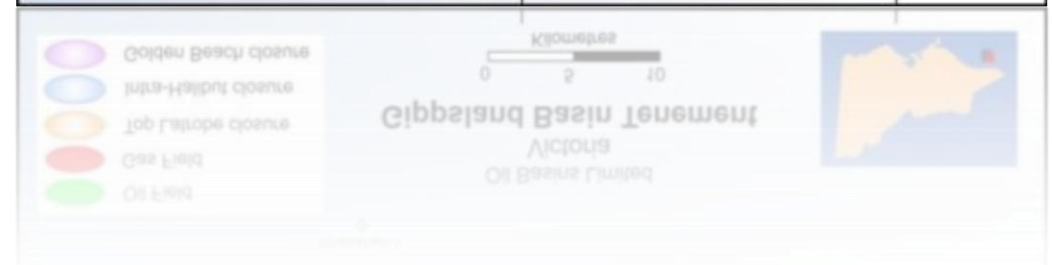 Golden Beach closure
Intra-Halibut closure
Top Latrobe closure
Gas Field
Oil Field
Kilometres
0 5 10
Gippsland Basin Tenement
Victoria
Oil Basins Limited